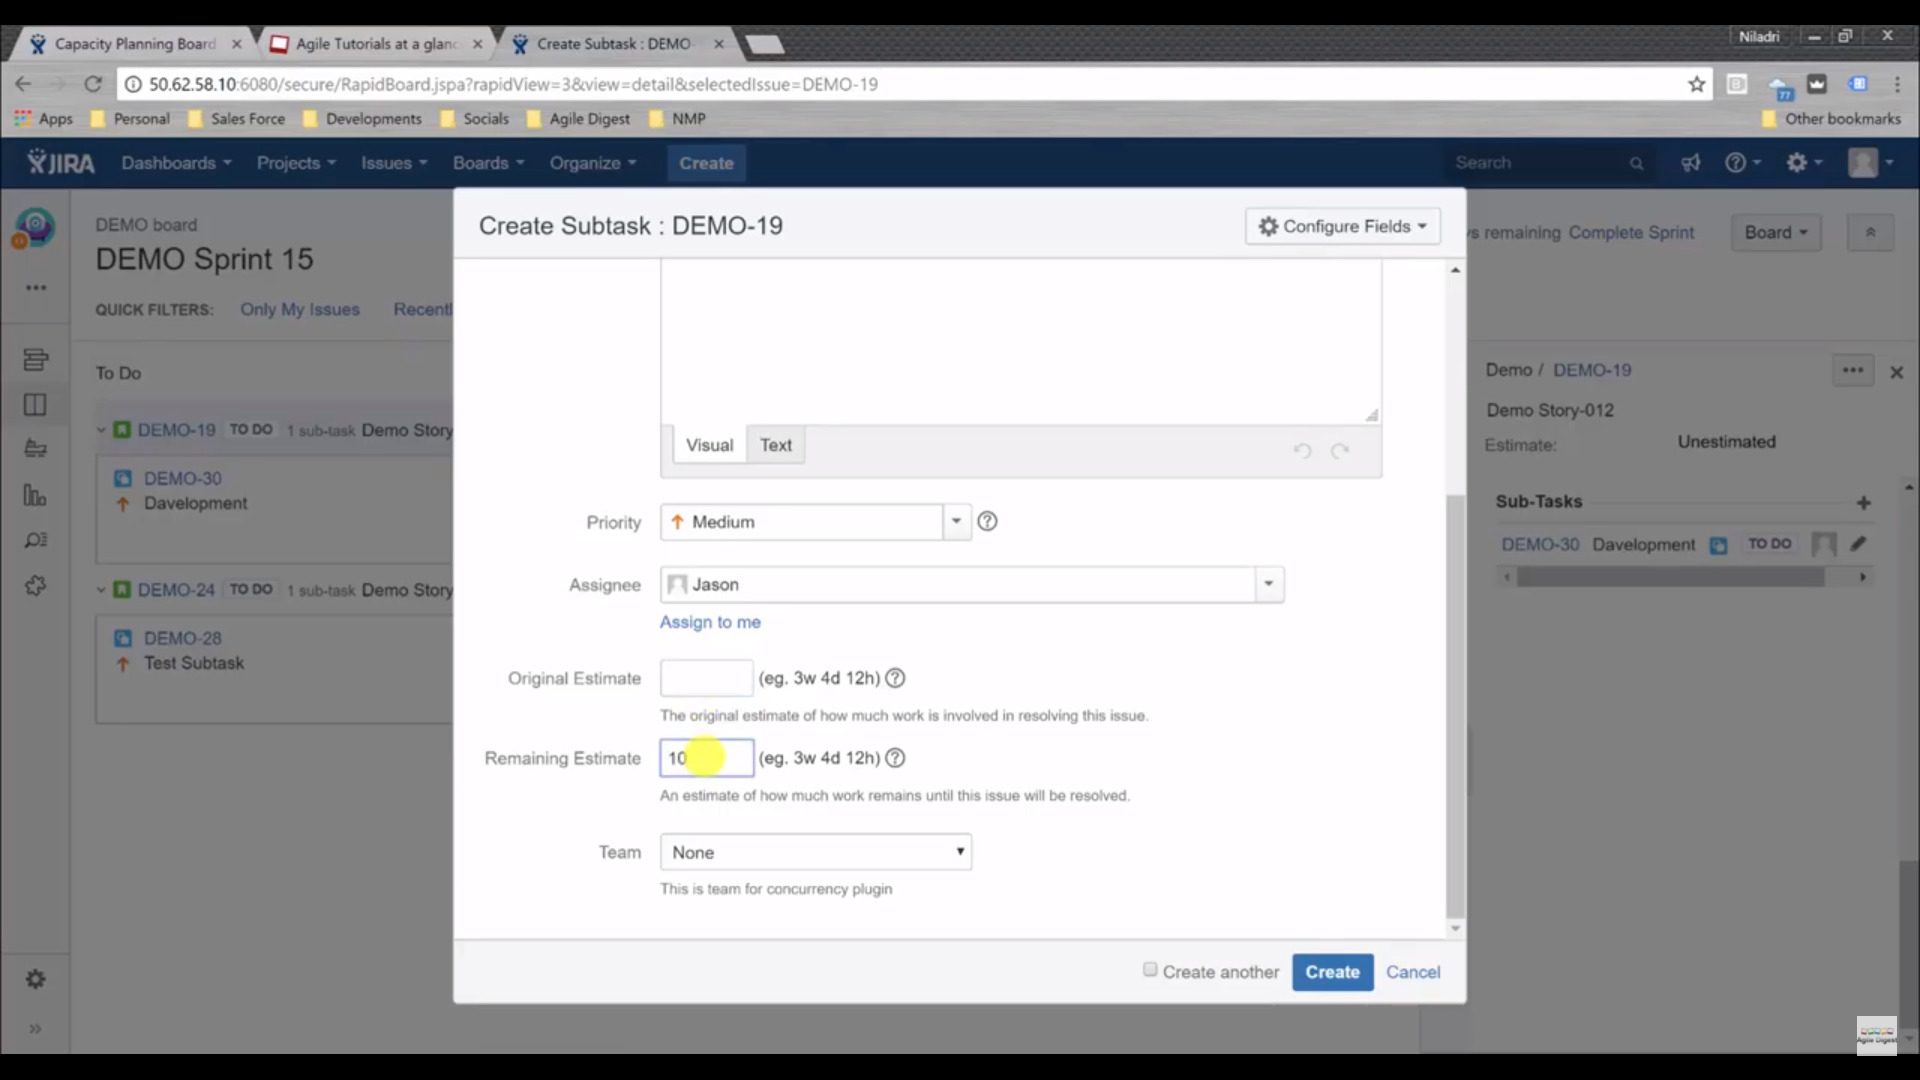 Capacity Planning Board
Agile Tutorials at a glanc
Create Subtask : DEMO-
Niladri
50.62.58.10:6080/secure/RapidBoard.jspa?rapidView=3&view=detail&selectedIssue=DEMO-19
77
Apps
Personal
Sales Force
Developments
Socials
Agile Digest
NMP
Other bookmarks
JIRA
Dashboards
Projects
Issues
Boards
Organize
Create
Search
DEMO board
DEMO Sprint 15
QUICK FILTERS:
Only My Issues
Recentl
s remaining
Complete Sprint
Board
To Do
DEMO-19 TO DO 1 sub-task Demo Story
DEMO-30
Davelopment
DEMO-24 TO DO 1 sub-task Demo Story
DEMO-28
Test Subtask
Create Subtask : DEMO-19
Configure Fields
Visual
Text
Priority
Medium
Assignee
Jason
Assign to me
Original Estimate
(eg. 3w 4d 12h)
The original estimate of how much work is involved in resolving this issue.
Remaining Estimate
10
(eg. 3w 4d 12h)
An estimate of how much work remains until this issue will be resolved.
Team
None
This is team for concurrency plugin
Create another
Create
Cancel
Demo / DEMO-19
Demo Story-012
Estimate:
Unestimated
Sub-Tasks
DEMO-30 Davelopment TO DO
Agile Digest